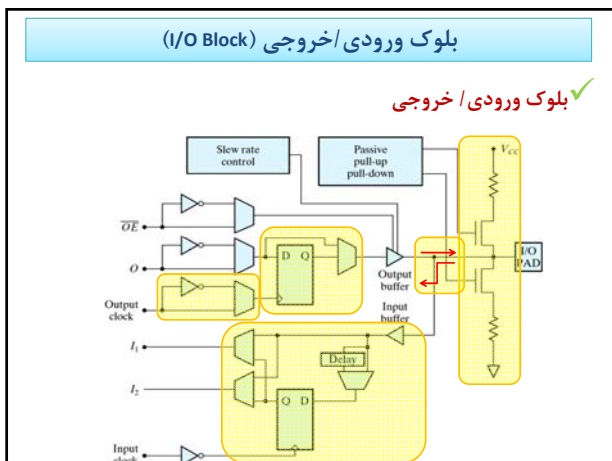 بلوک ورودی/خروجی (I/O Block)
بلوک ورودی/ خروجی
Slew rate
control
Passive
pull-up
pull-down
VCC
OE
O
D Q
Output
buffer
I/O
PAD
Output
clock
Input
buffer
I1
Delay
I2
Q D
Input
clock